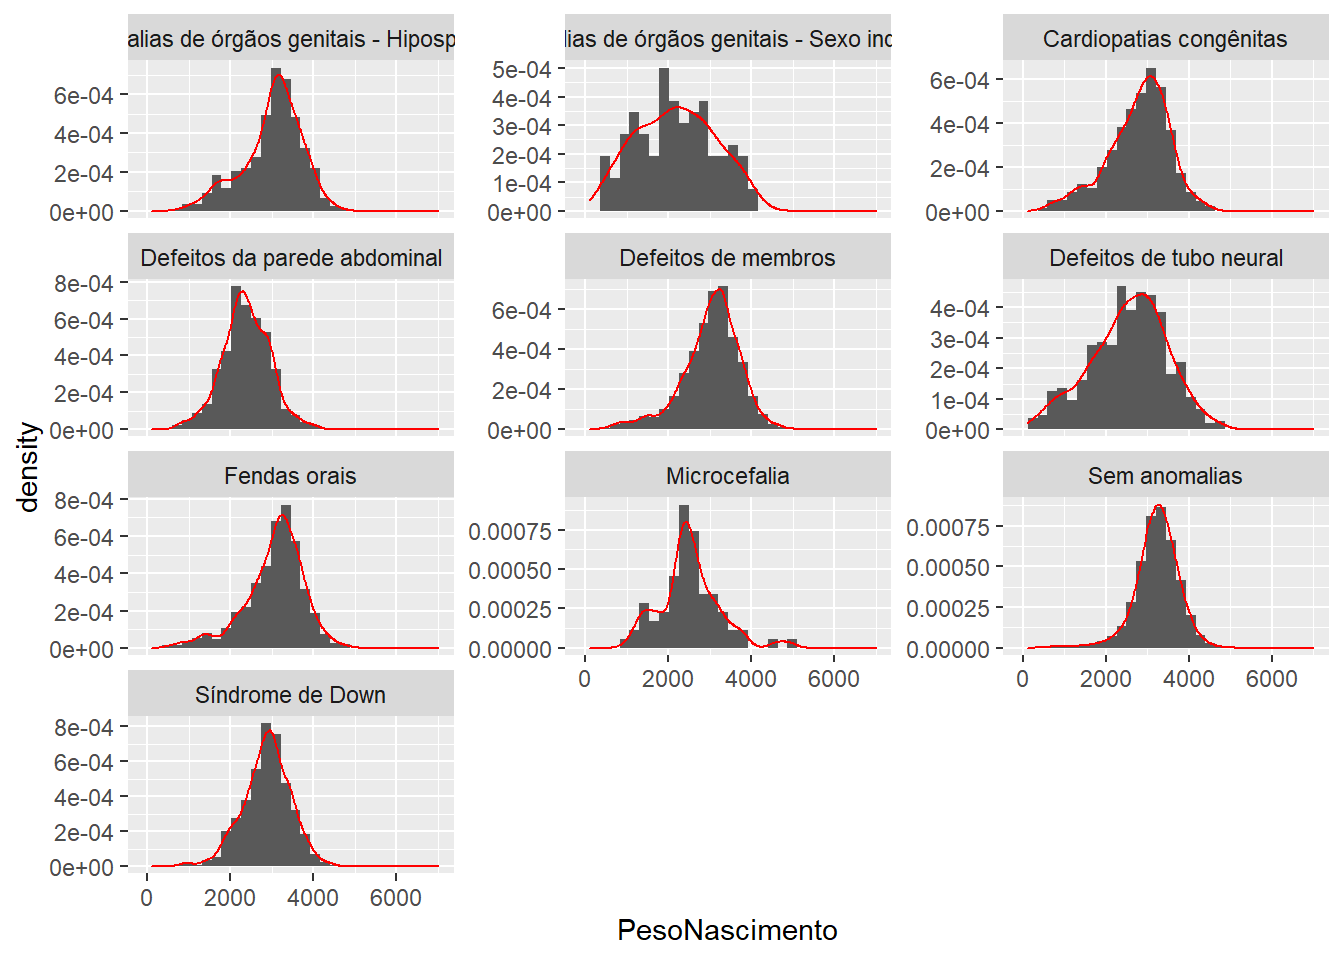 alias de órgãos genitais - Hiposp
lias de órgãos genitais - Sexo ind
Cardiopatias congênitas
6e-04
4e-04
2e-04
0e+00
5e-04
4e-04
3e-04
2e-04
1e-04
0e+00
6e-04
4e-04
2e-04
0e+00
Defeitos da parede abdominal
Defeitos de membros
Defeitos de tubo neural
8e-04
6e-04
4e-04
2e-04
0e+00
6e-04
4e-04
2e-04
0e+00
4e-04
3e-04
2e-04
1e-04
0e+00
density
Fendas orais
Microcefalia
Sem anomalias
8e-04
6e-04
4e-04
2e-04
0e+00
0.00075
0.00050
0.00025
0.00000
0.00075
0.00050
0.00025
0.00000
0 2000 4000 6000
0 2000 4000 6000
Síndrome de Down
8e-04
6e-04
4e-04
2e-04
0e+00
0 2000 4000 6000
PesoNascimento